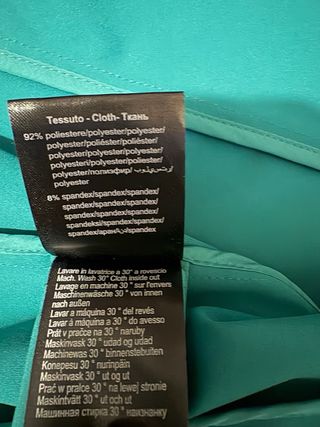 Tessuto - Cloth- Ткань
92% poliestere/polyester/polyester/
polyester/poliéster/poliéster/
polyester/polyester/polyester/
polyesteri/polyester/poliester/
polyester/полиэфир/
polyester
8% spandex/spandex/spandex
/spandex/spandex/spandex/
spandex/spandex/spandex/
spandeksi/spandex/spandex/
spandex/
/spandex
Lavare in lavatrice a 30° a rovescio
Mach. Wash 30° Cloth inside out
Lavage en machine 30° sur l'envers
Maschinenwäsche 30° von innen
nach außen
Lavar a máquina 30° del revés
Lavar à máquina 30° do avesso
Prát v pračce na 30° naruby
Maskinvask 30° udad og udad
Machinewas 30° binnenstebuiten
Konepesu 30° nurinpäin
Maskinvask 30° ut og ut
Prać w pralce 30° na lewej stronie
Maskintvätt 30° ut och ut
Машинная стирка 30° наизнанку